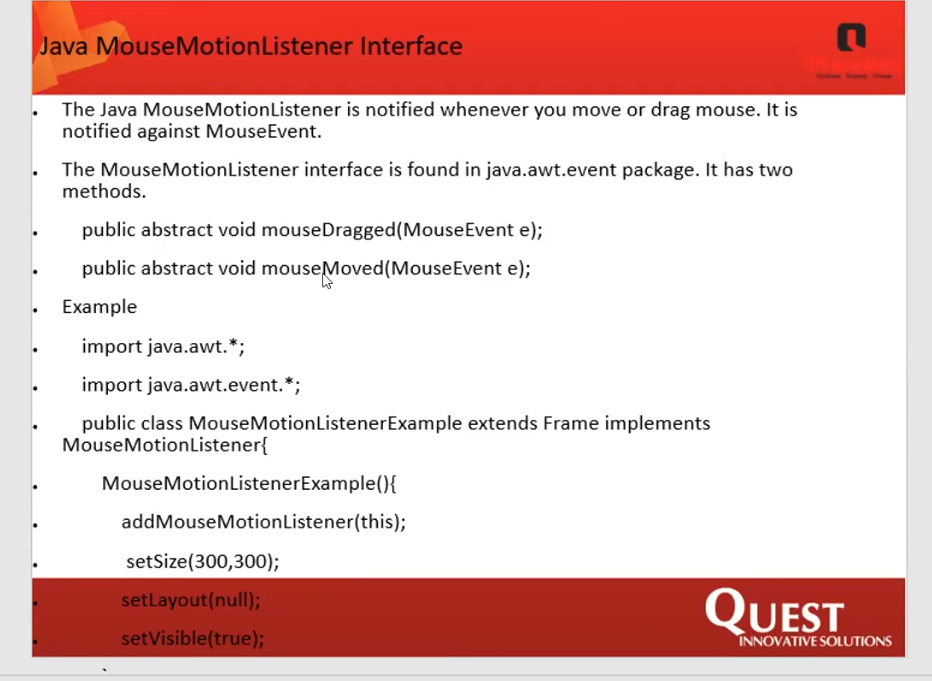 Java MouseMotionListener Interface
• The Java MouseMotionListener is notified whenever you move or drag mouse. It is
notified against MouseEvent.
• The MouseMotionListener interface is found in java.awt.event package. It has two
methods.
• public abstract void mouseDragged(MouseEvent e);
• public abstract void mouseMoved(MouseEvent e);
• Example
• import java.awt.*;
• import java.awt.event.*;
• public class MouseMotionListenerExample extends Frame implements
MouseMotionListener{
• MouseMotionListenerExample(){
• addMouseMotionListener(this);
• setSize(300,300);
• setLayout(null);
• setVisible(true);
QUEST
INNOVATIVE SOLUTIONS